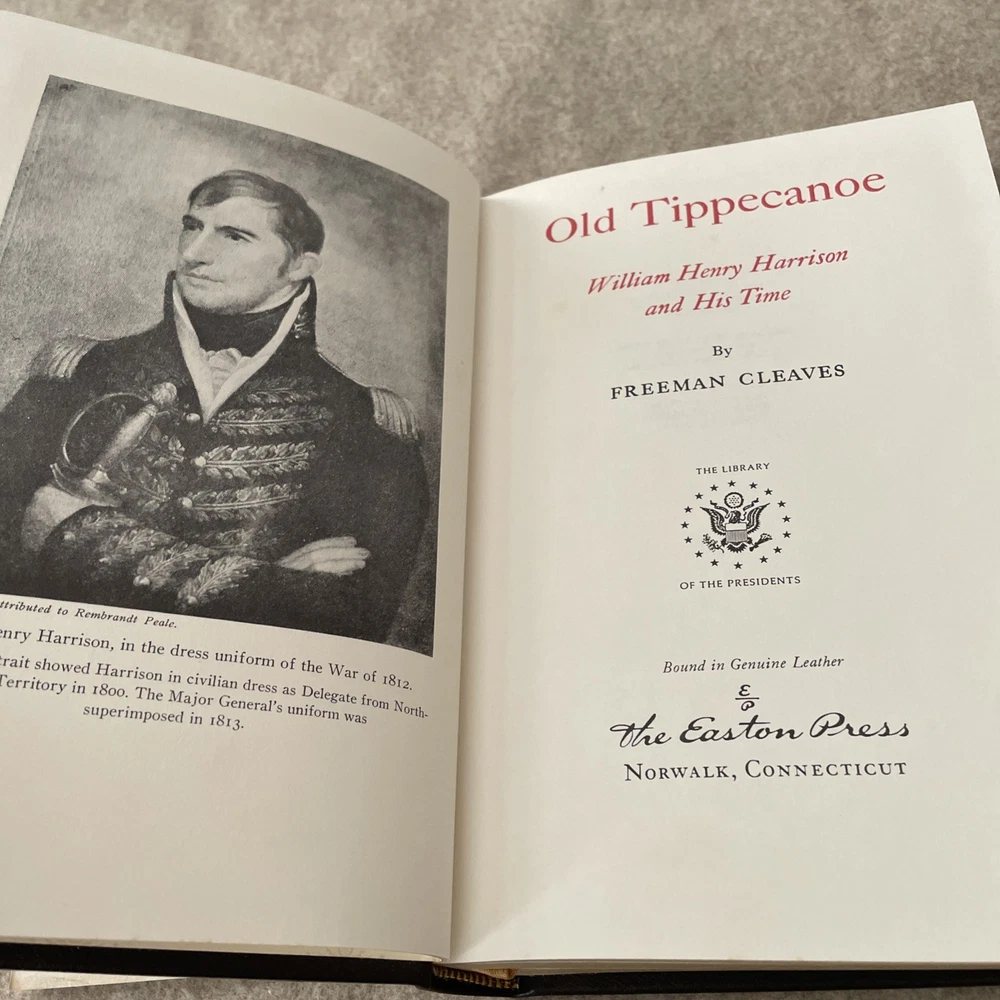 ttributed to Rembrandt Peale.
enry Harrison, in the dress uniform of the War of 1812.
trait showed Harrison in civilian dress as Delegate from North-
Territory in 1800. The Major General's uniform was
superimposed in 1813.
Old Tippecanoe
William Henry Harrison
and His Time
By
FREEMAN CLEAVES
THE LIBRARY
OF THE PRESIDENTS
Bound in Genuine Leather
E
P
the Easton Press
NORWALK, CONNECTICUT